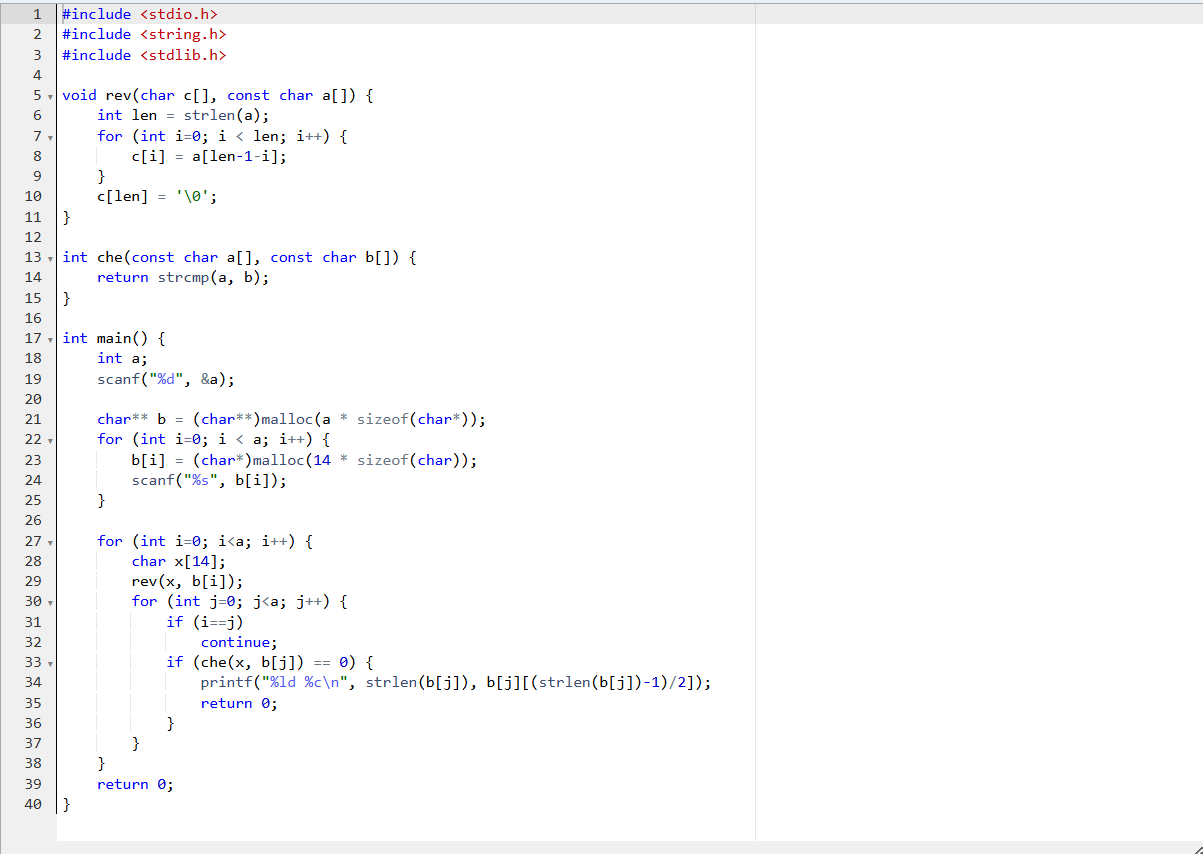 1 #include <stdio.h>
2 #include <string.h>
3 #include <stdlib.h>
4
5 void rev(char c[], const char a[]) {
6     int len = strlen(a);
7     for (int i=0; i < len; i++) {
8         c[i] = a[len-1-i];
9     }
10     c[len] = '\0';
11 }
12
13 int che(const char a[], const char b[]) {
14     return strcmp(a, b);
15 }
16
17 int main() {
18     int a;
19     scanf("%d", &a);
20
21     char** b = (char**)malloc(a * sizeof(char*));
22     for (int i=0; i < a; i++) {
23         b[i] = (char*)malloc(14 * sizeof(char));
24         scanf("%s", b[i]);
25     }
26
27     for (int i=0; i<a; i++) {
28         char x[14];
29         rev(x, b[i]);
30         for (int j=0; j<a; j++) {
31             if (i==j)
32                 continue;
33             if (che(x, b[j]) == 0) {
34                 printf("%ld %c\n", strlen(b[j]), b[j][(strlen(b[j])-1)/2]);
35                 return 0;
36             }
37         }
38     }
39     return 0;
40 }